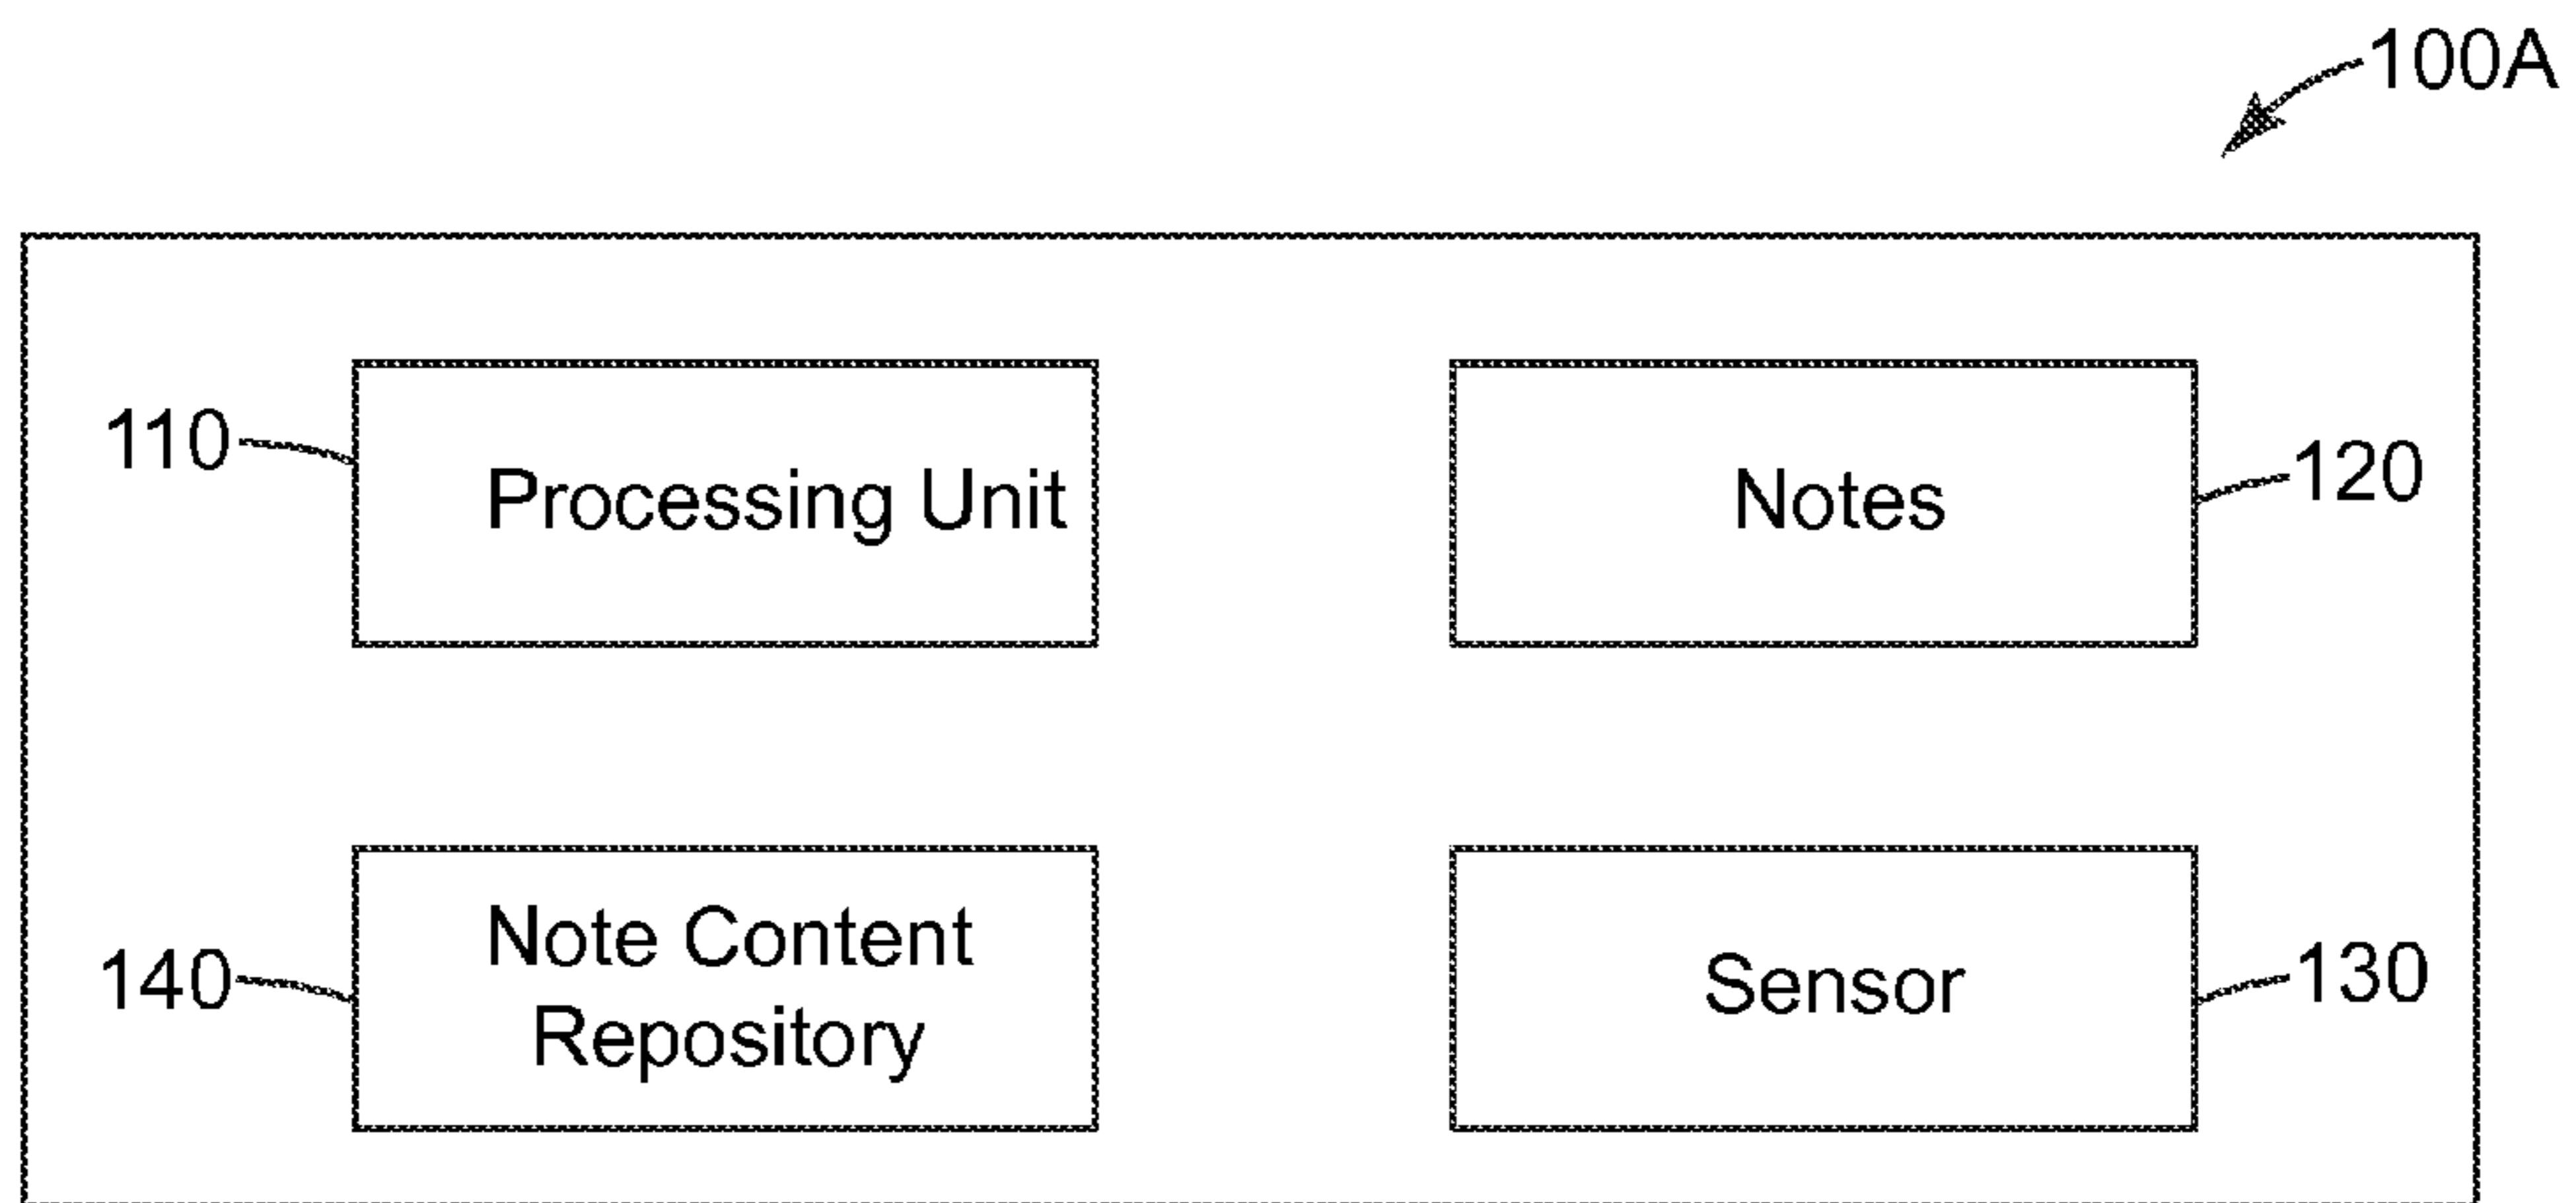 100A
110
Processing Unit
Notes
120
140
Note Content
Repository
Sensor
130